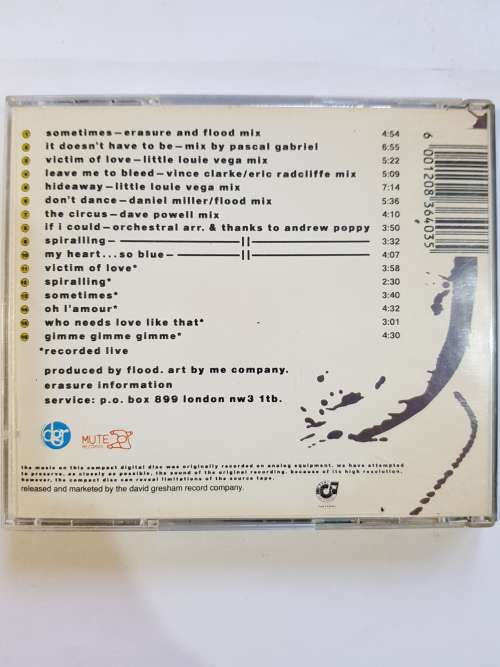 1 sometimes—erasure and flood mix 4:54
2 it doesn't have to be—mix by pascal gabriel 6:55
3 victim of love—little louie vega mix 5:22
4 leave me to bleed—vince clarke/eric radcliffe mix 5:09
5 hideaway—little louie vega mix 7:14
6 don't dance—daniel miller/flood mix 5:36
7 the circus—dave powell mix 4:10
8 if i could—orchestral arr. & thanks to andrew poppy 3:50
9 spiralling— || 3:32
10 my heart...so blue— || 4:07
11 victim of love* 3:58
12 spiralling* 2:30
13 sometimes* 3:40
14 oh l'amour* 4:32
15 who needs love like that* 3:01
16 gimme gimme gimme* 4:30
*recorded live
produced by flood. art by me company.
erasure information
service: p.o. box 899 london nw3 1tb.
6 001208 364035
dgr
MUTE
RECORDS
the music on this compact digital disc was originally recorded on analog equipment. we have attempted
to preserve, as closely as possible, the sound of the original recording. because of its high resolution,
however, the compact disc can reveal limitations of the source tape.
released and marketed by the david gresham record company.